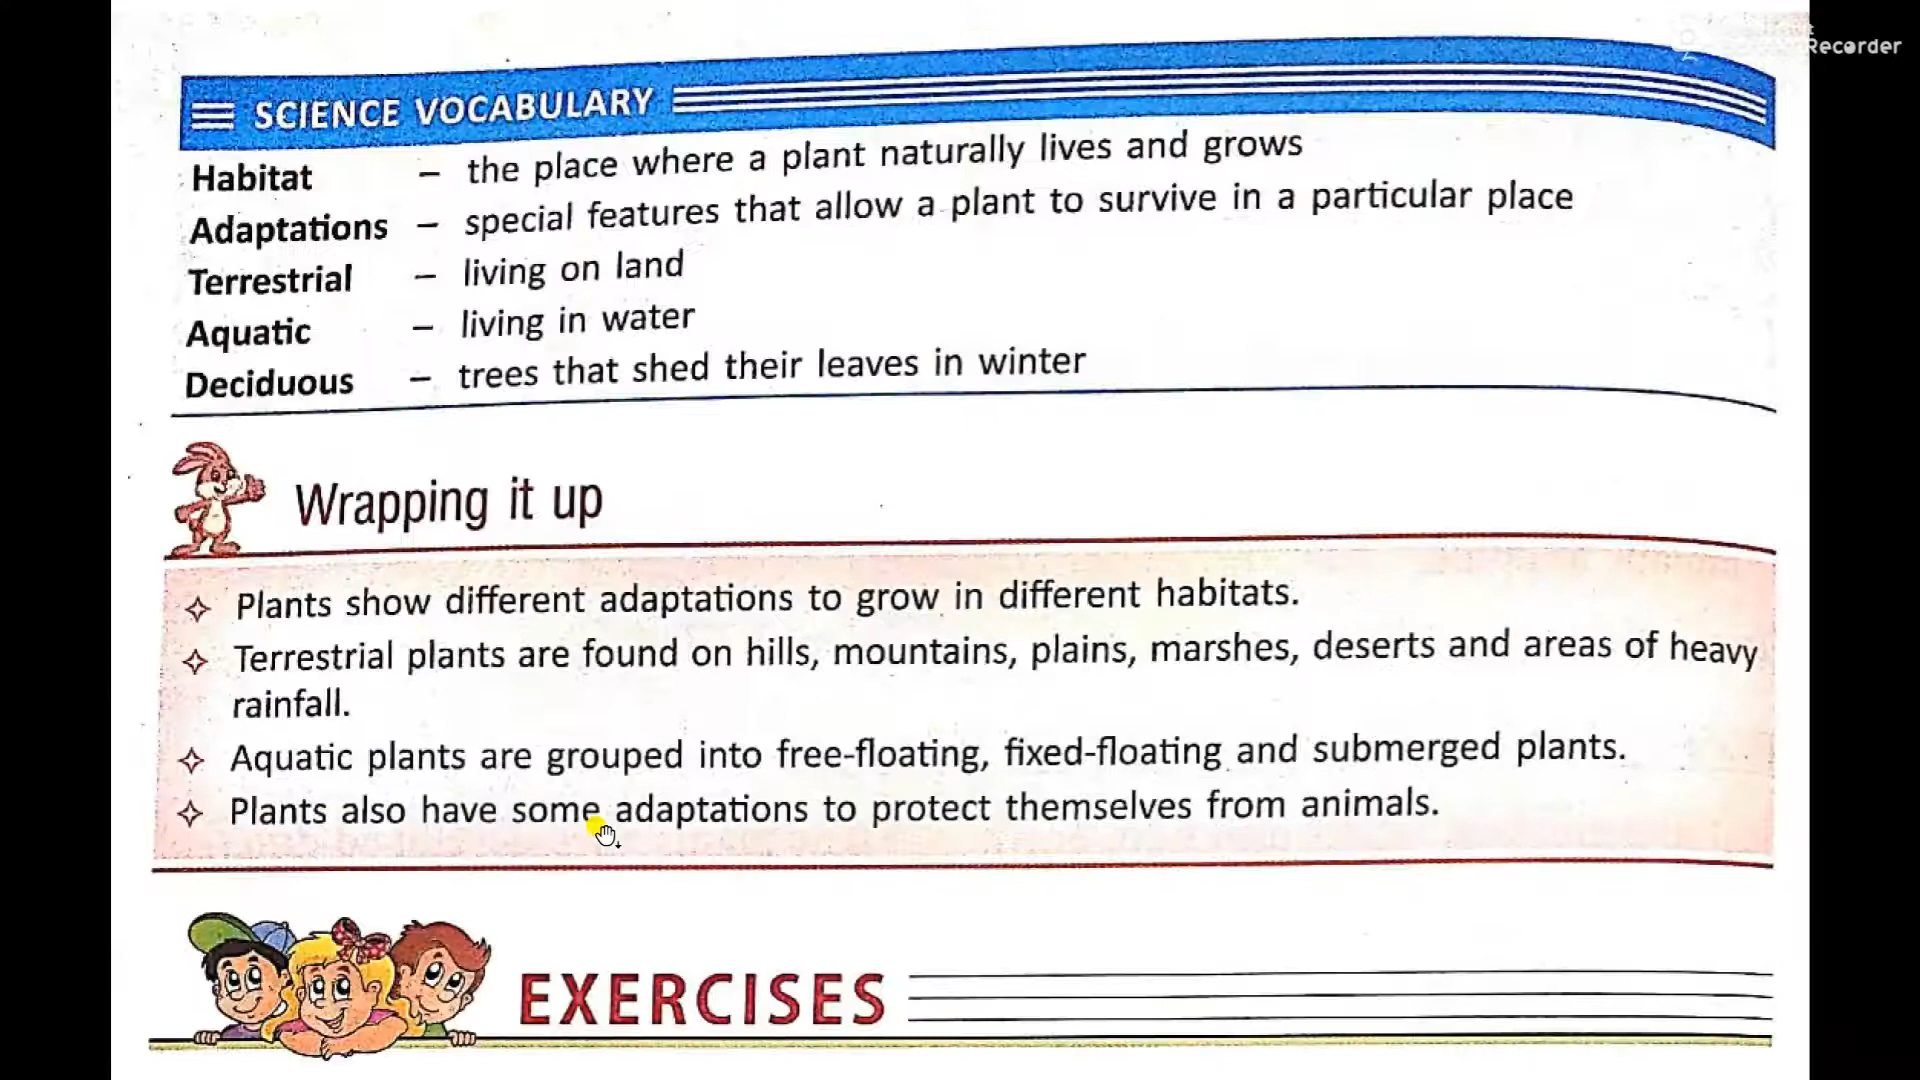 Recorder
SCIENCE VOCABULARY
Habitat – the place where a plant naturally lives and grows
Adaptations – special features that allow a plant to survive in a particular place
Terrestrial – living on land
Aquatic – living in water
Deciduous – trees that shed their leaves in winter
Wrapping it up
Plants show different adaptations to grow in different habitats.
Terrestrial plants are found on hills, mountains, plains, marshes, deserts and areas of heavy
rainfall.
Aquatic plants are grouped into free-floating, fixed-floating and submerged plants.
Plants also have some adaptations to protect themselves from animals.
EXERCISES